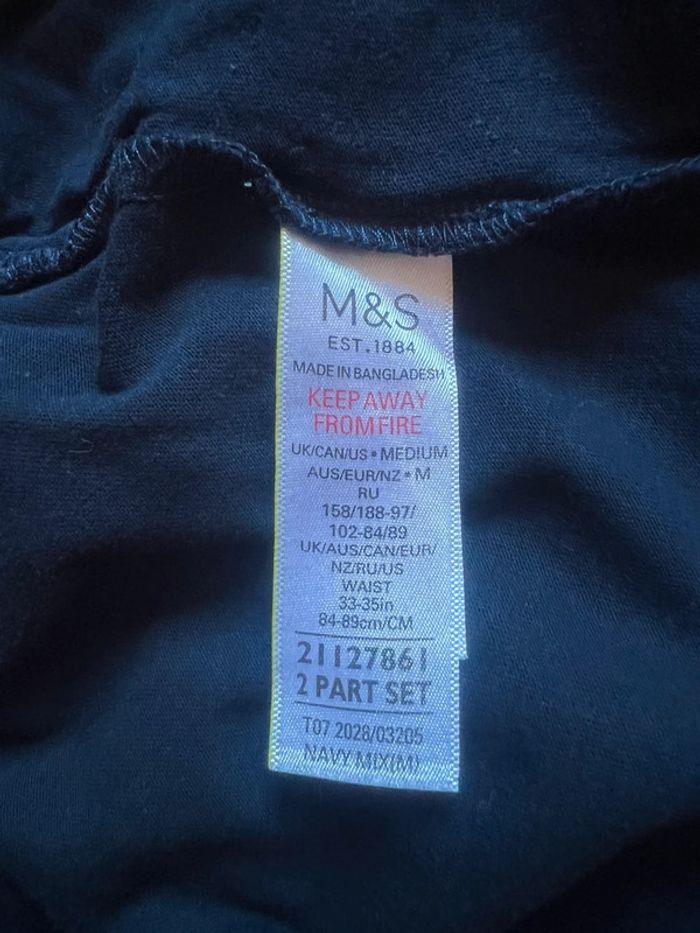 M&S
EST.1884
MADE IN BANGLADESH
KEEP AWAY
FROM FIRE
UK/CAN/US • MEDIUM
AUS/EUR/NZ • M
RU
158/188-97/
102-84/89
UK/AUS/CAN/EUR/
NZ/RU/US
WAIST
33-35in
84-89cm/CM
21127861
2 PART SET
T07 2028/03205
NAVY MIX(M)